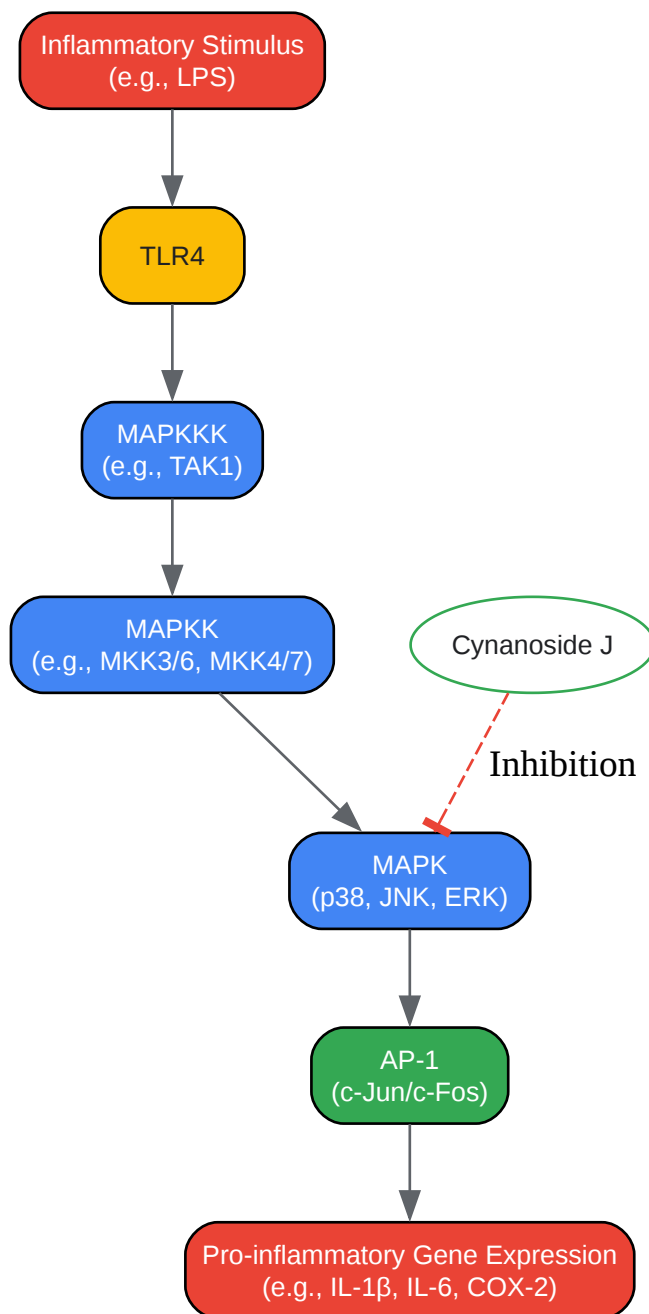 Inflammatory Stimulus
(e.g., LPS)
TLR4
MAPKKK
(e.g., TAK1)
MAPKK
(e.g., MKK3/6, MKK4/7)
Cynanoside J
Inhibition
MAPK
(p38, JNK, ERK)
AP-1
(c-Jun/c-Fos)
Pro-inflammatory Gene Expression
(e.g., IL-1β, IL-6, COX-2)